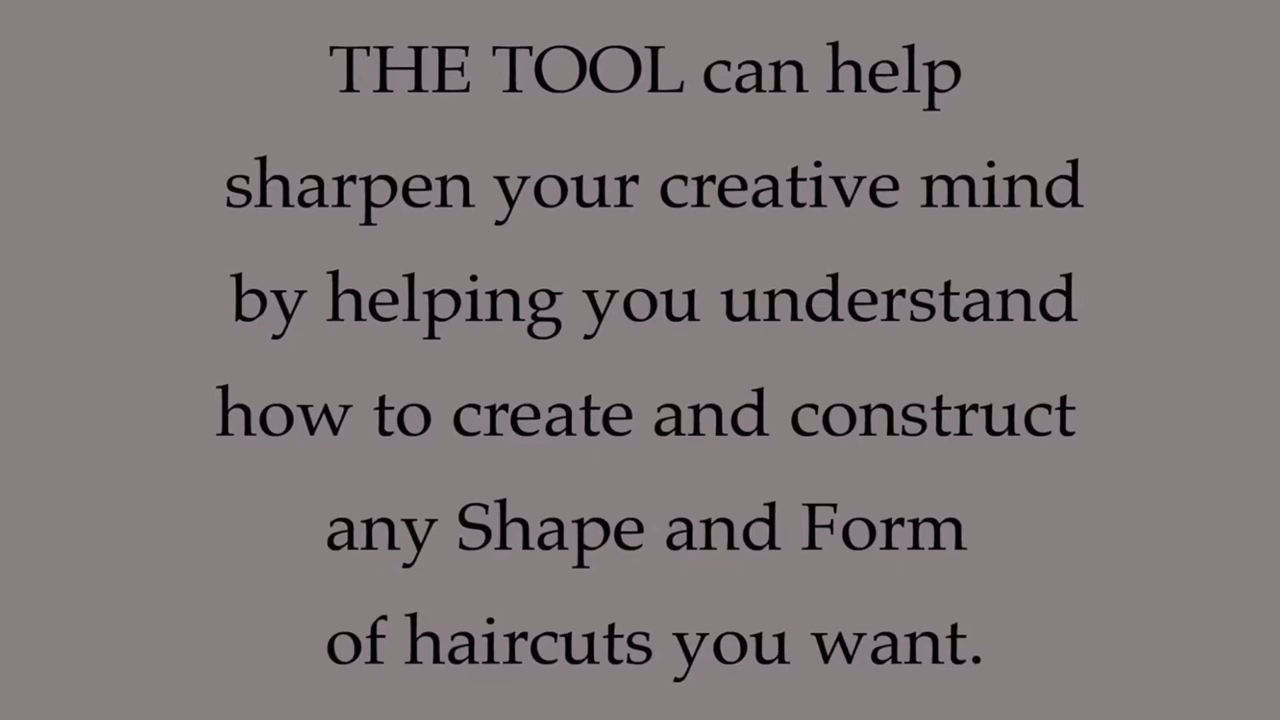 THE TOOL can help
sharpen your creative mind
by helping you understand
how to create and construct
any Shape and Form
of haircuts you want.